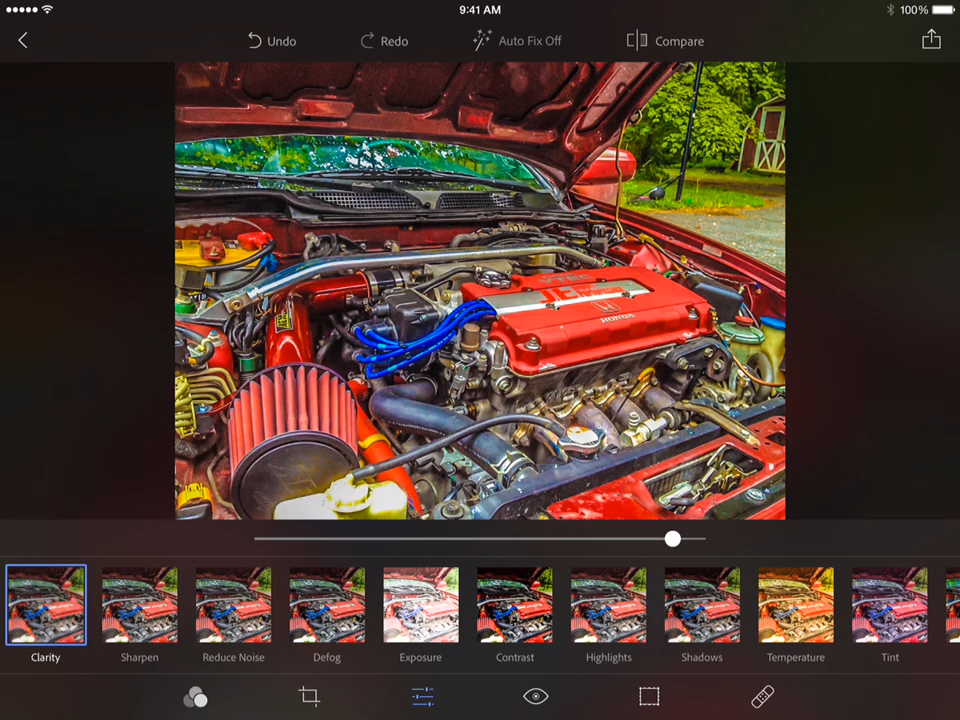 9:41 AM
100%
Undo
Redo
Auto Fix Off
Compare
HONDA
Clarity
Sharpen
Reduce Noise
Defog
Exposure
Contrast
Highlights
Shadows
Temperature
Tint